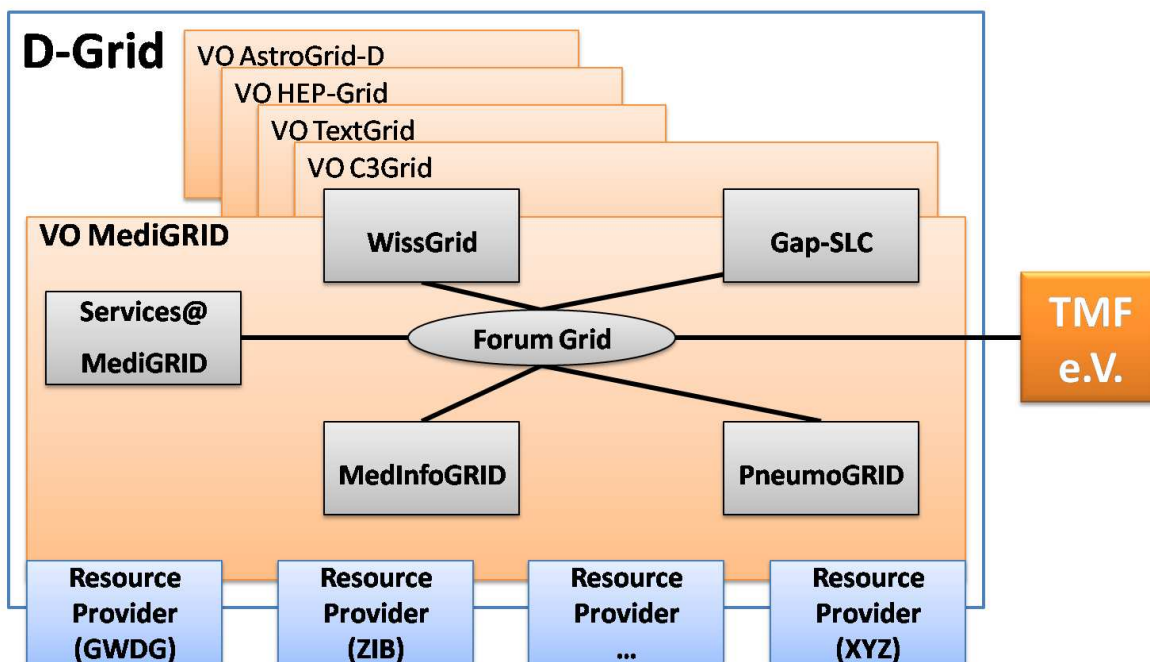 D-Grid
VO AstroGrid-D
VO HEP-Grid
VO TextGrid
VO C3Grid
VO MediGRID
WissGrid
Gap-SLC
Services@
MediGRID
Forum Grid
TMF
e.V.
MedInfoGRID
PneumoGRID
Resource
Provider
(GWDG)
Resource
Provider
(ZIB)
Resource
Provider
...
Resource
Provider
(XYZ)